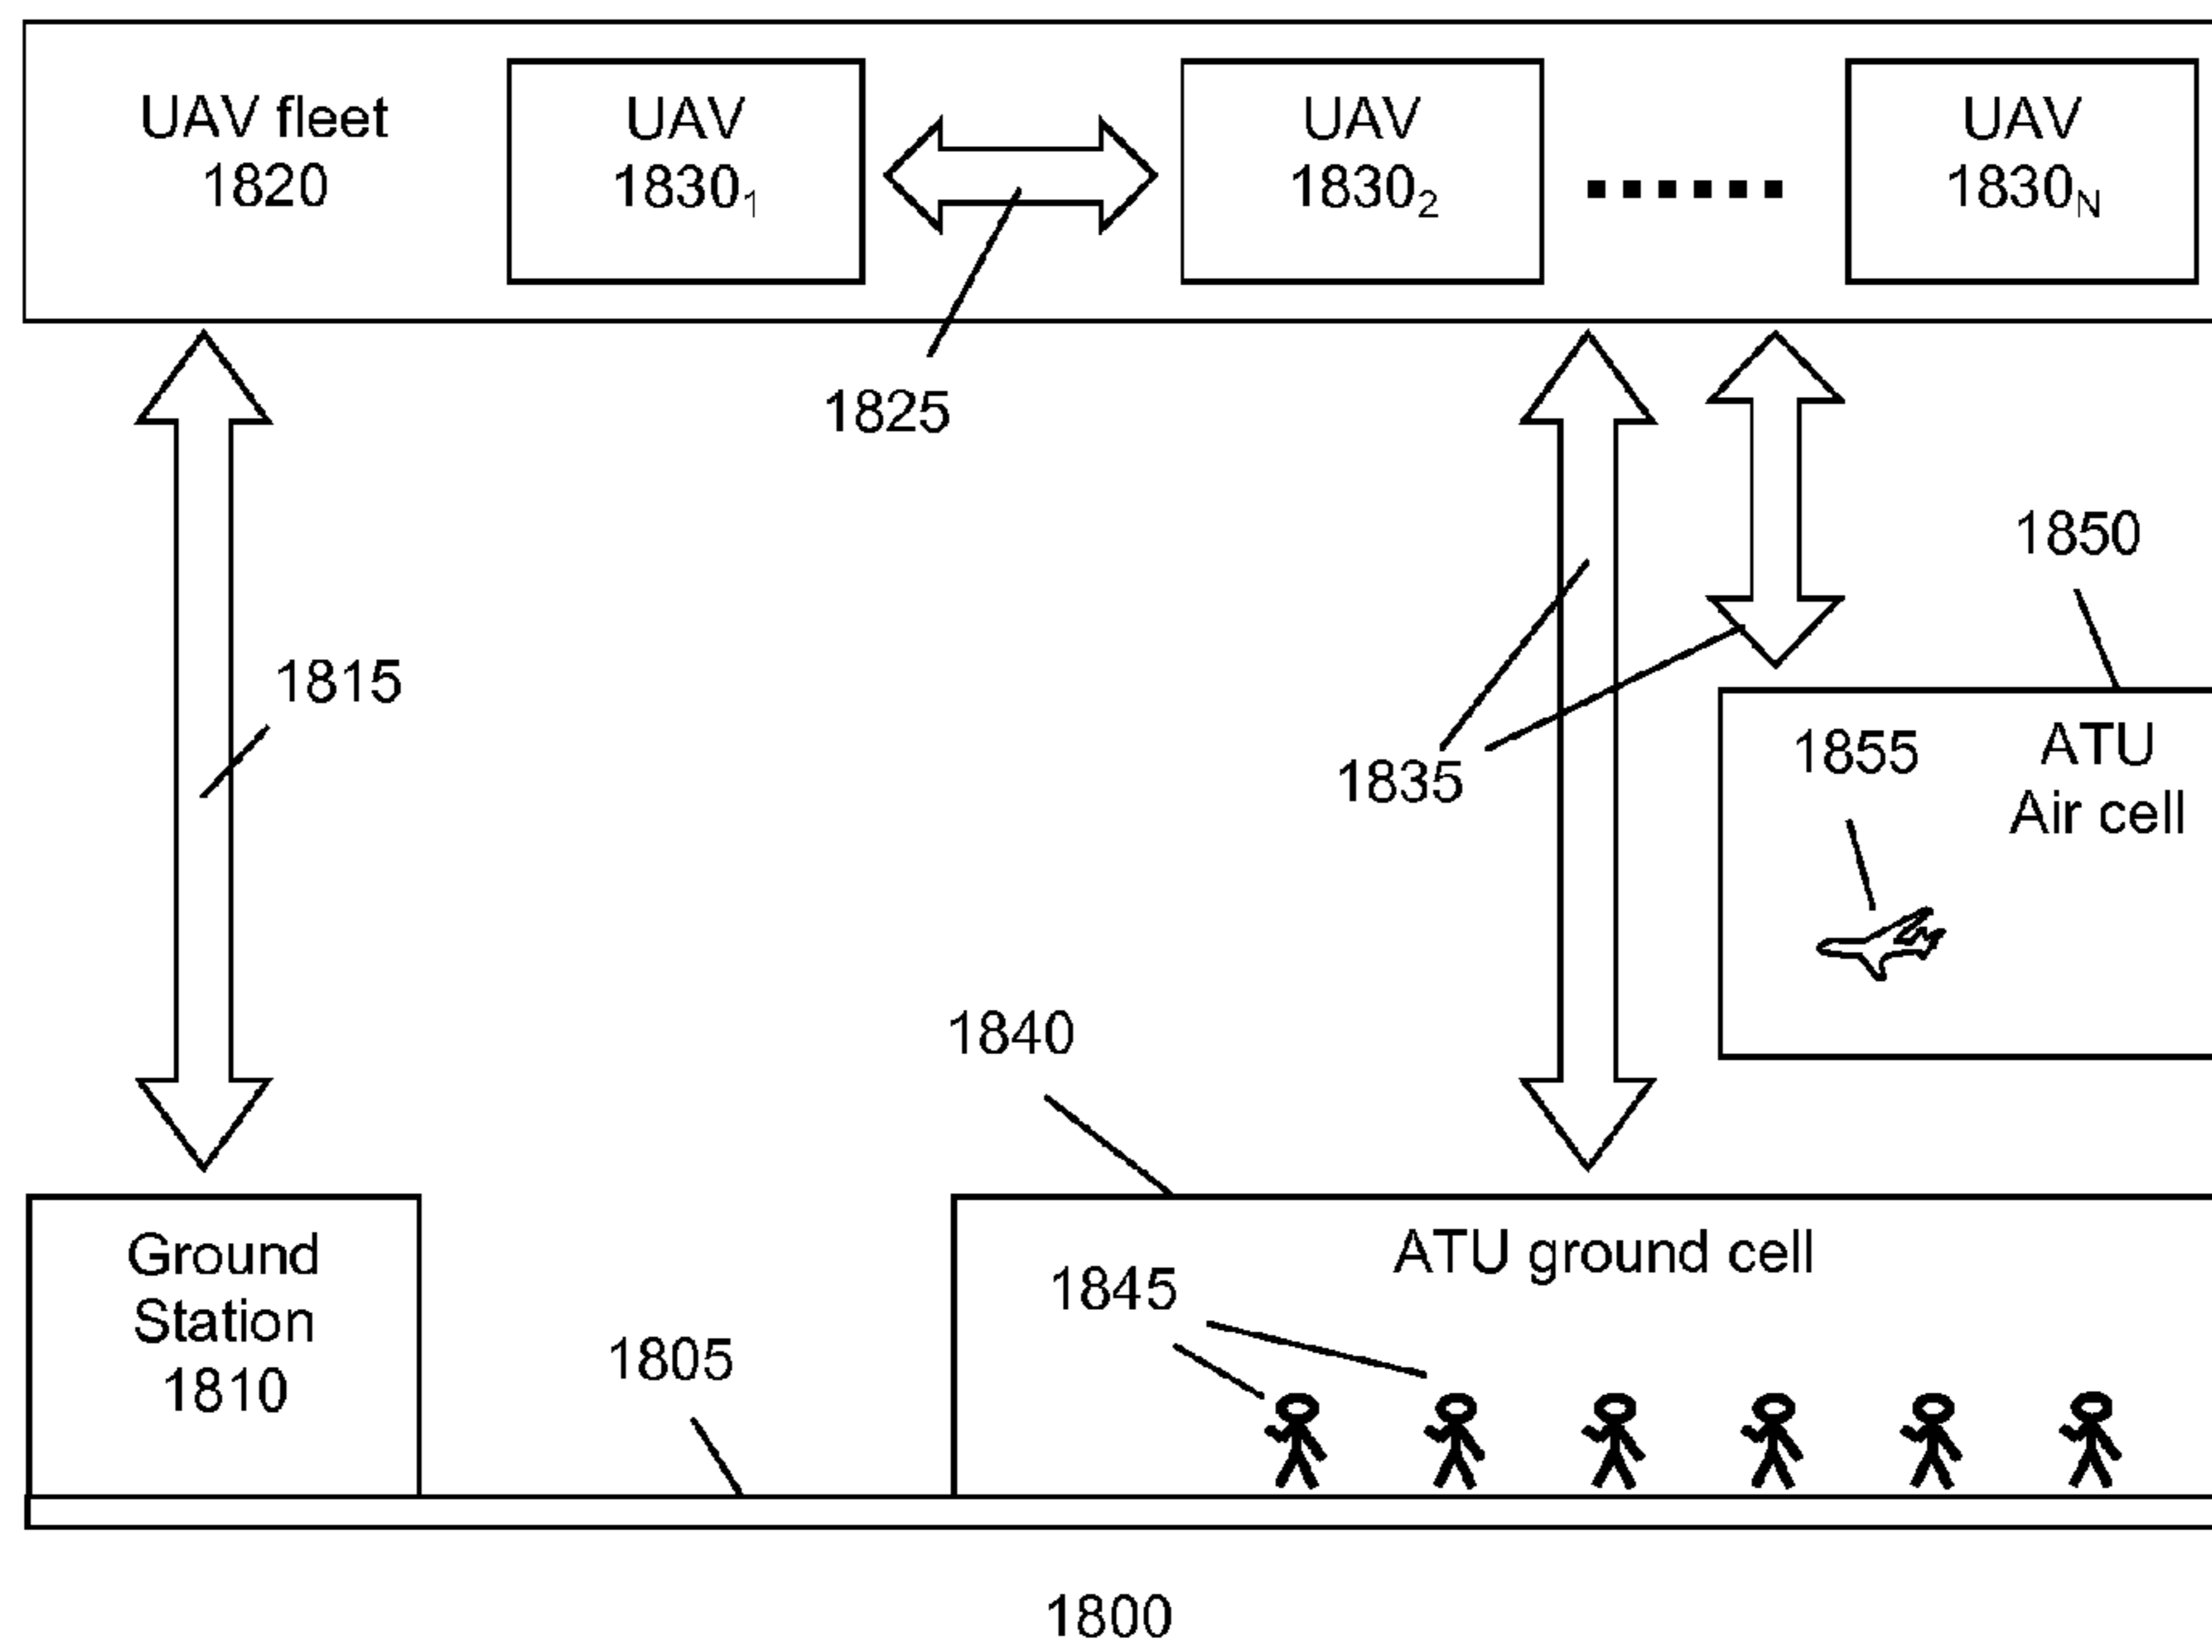 UAV fleet
1820
UAV
1830₁
UAV
1830₂
UAV
1830N
1825
1815
1835
1850
1855
ATU
Air cell
1840
Ground
Station
1810
1805
ATU ground cell
1845
1800